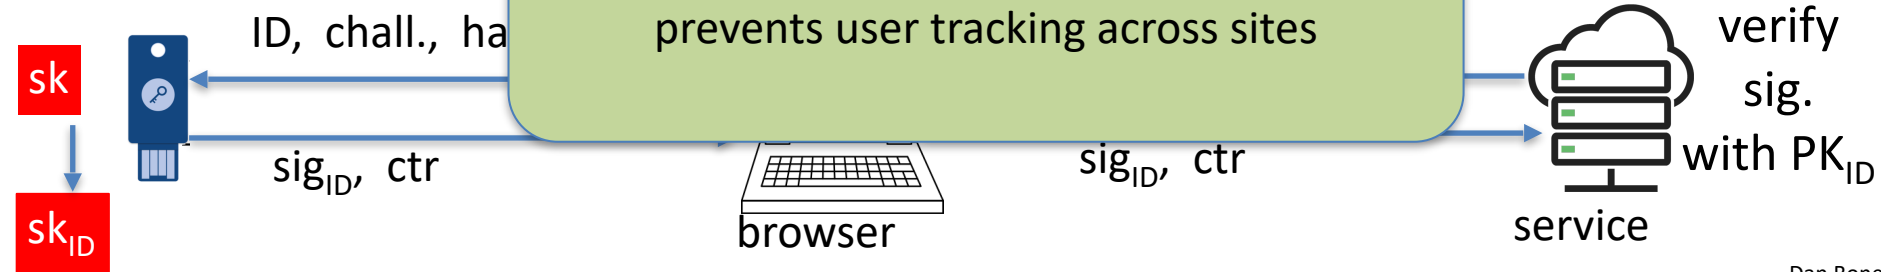 ID, chall., ha
prevents user tracking across sites
verify
sig.
with PK_ID
sk
sig_ID, ctr
sig_ID, ctr
browser
service
sk_ID